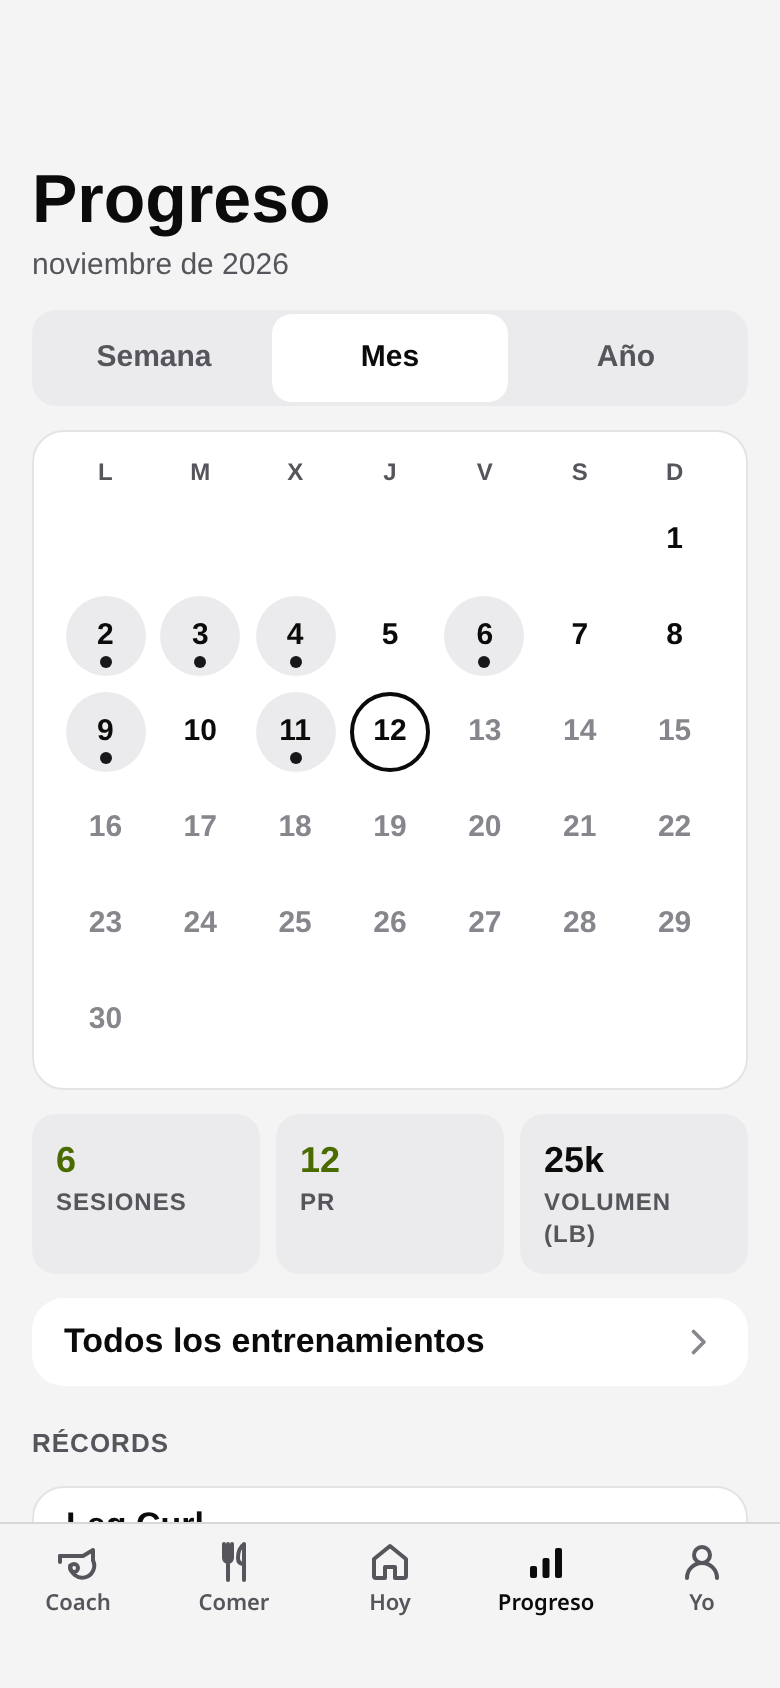 Progreso
noviembre de 2026
Semana Mes Año
L M X J V S D
1
2 3 4 5 6 7 8
9 10 11 12 13 14 15
16 17 18 19 20 21 22
23 24 25 26 27 28 29
30
6 12 25k
SESIONES PR VOLUMEN
(LB)
Todos los entrenamientos
RÉCORDS
Leg Curl
Coach Comer Hoy Progreso Yo